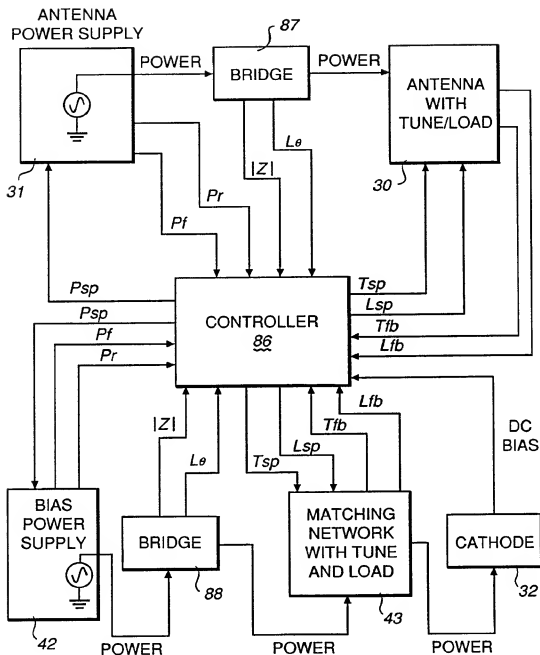 ANTENNA
POWER SUPPLY
87
POWER
BRIDGE
POWER
ANTENNA
WITH
TUNE/LOAD
31
30
|Z|
Lθ
Pr
Pf
Psp
Tsp
Lsp
Tfb
Lfb
CONTROLLER
86
Psp
Pf
Pr
|Z|
Lθ
Tsp
Lsp
Tfb
Lfb
DC
BIAS
BIAS
POWER
SUPPLY
BRIDGE
MATCHING
NETWORK
WITH TUNE
AND LOAD
CATHODE
42
88
43
32
POWER
POWER
POWER